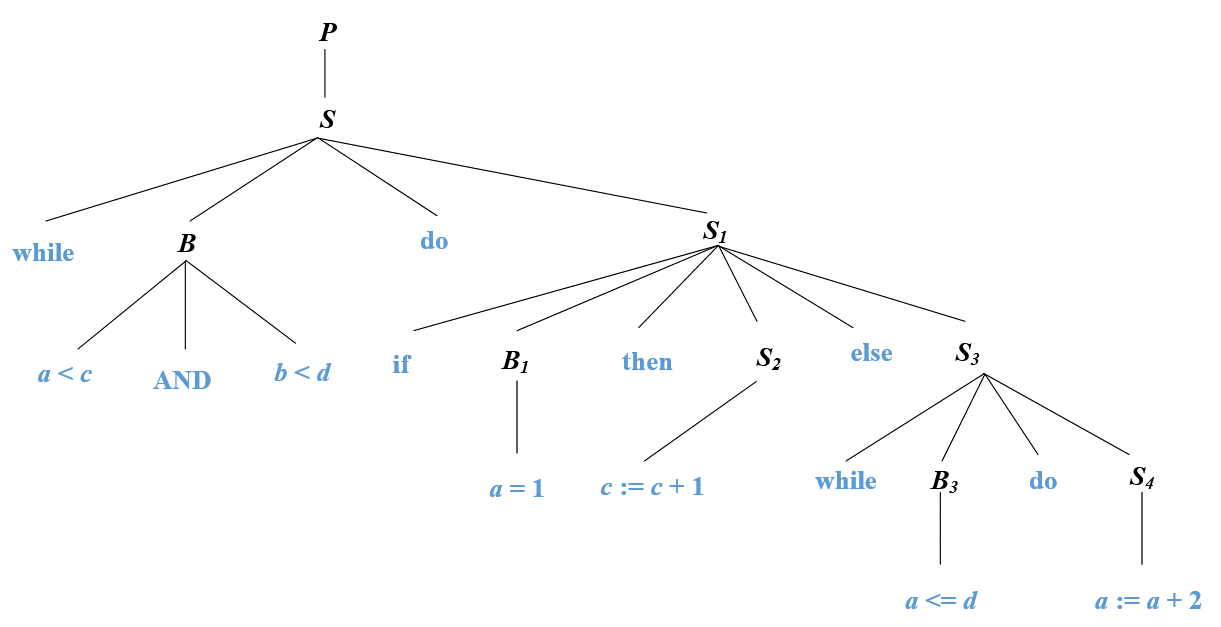 P
S
while B do S1
a < c AND b < d
if B1 then S2 else S3
a = 1 c := c + 1 while B3 do S4
a <= d a := a + 2